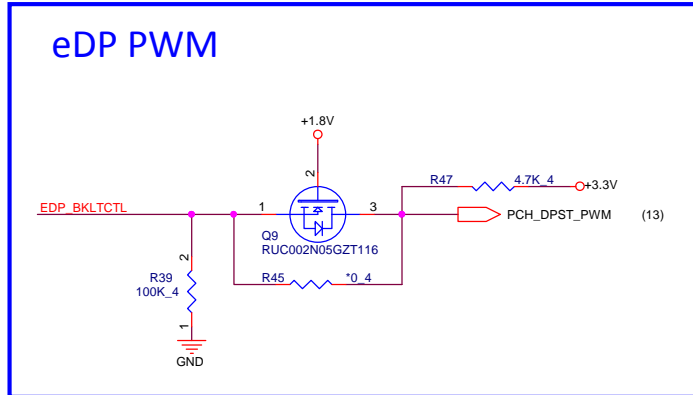 eDP PWM
+1.8V
2
R47 4.7K_4
+3.3V
EDP_BKLTCTL
1
3
PCH_DPST_PWM (13)
Q9
RUC002N05GZT116
2
R39
100K_4
R45 *0_4
1
GND